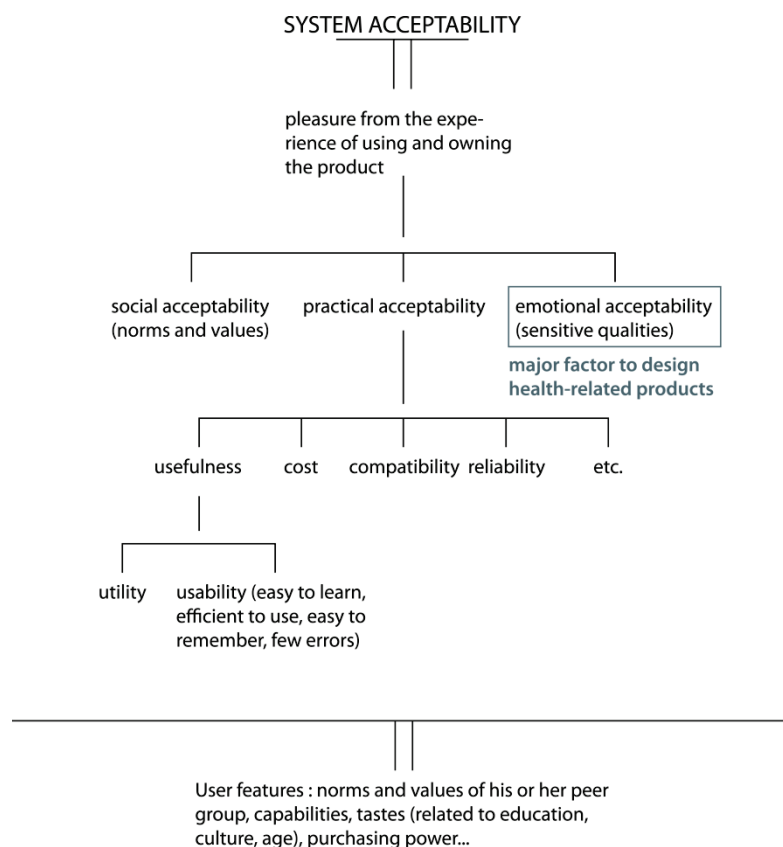 SYSTEM ACCEPTABILITY
pleasure from the expe-
rience of using and owning
the product
social acceptability
(norms and values)
practical acceptability
emotional acceptability
(sensitive qualities)
major factor to design
health-related products
usefulness
cost
compatibility
reliability
etc.
utility
usability (easy to learn,
efficient to use, easy to
remember, few errors)
User features : norms and values of his or her peer
group, capabilities, tastes (related to education,
culture, age), purchasing power...